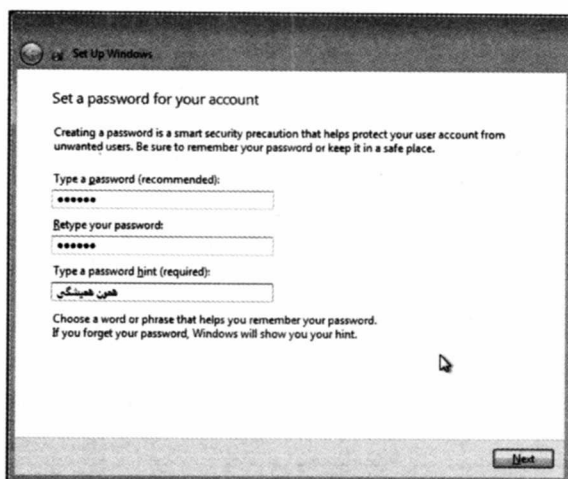 Set Up Windows
Set a password for your account
Creating a password is a smart security precaution that helps protect your user account from
unwanted users. Be sure to remember your password or keep it in a safe place.
Type a password (recommended):
••••••
Retype your password:
••••••
Type a password hint (required):
همون همیشگی
Choose a word or phrase that helps you remember your password.
If you forget your password, Windows will show you your hint.
Next